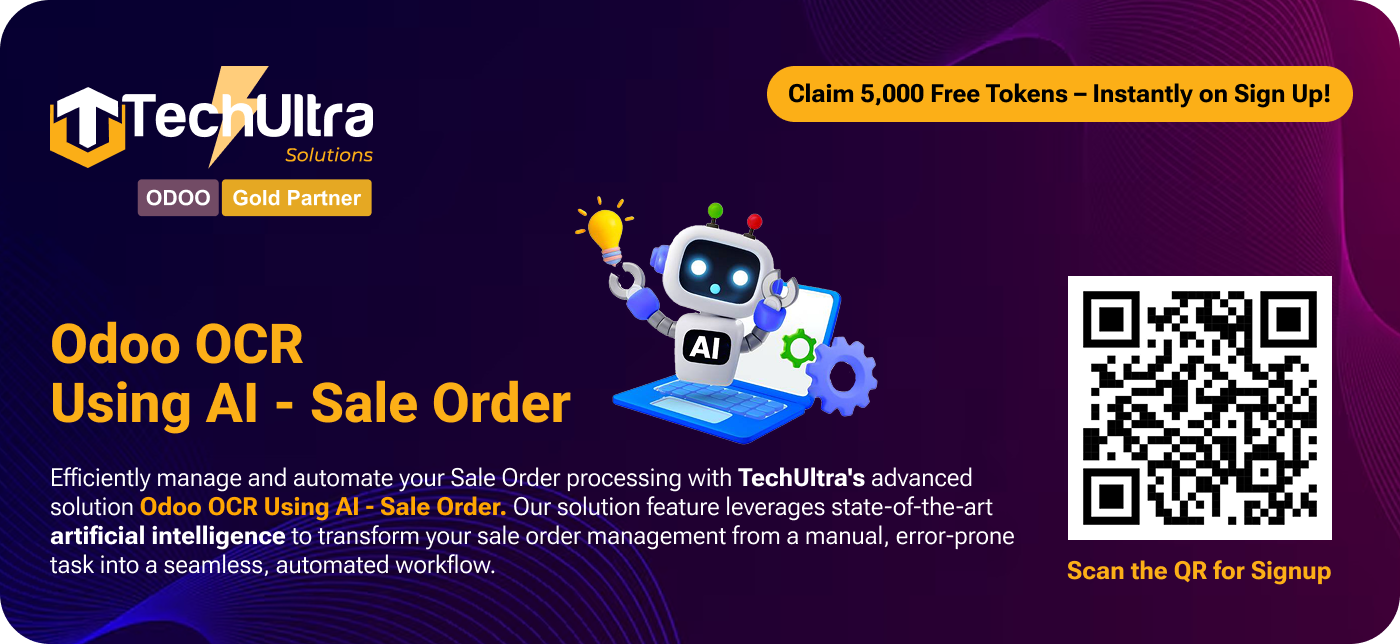 TechUltra
Solutions
ODOO Gold Partner
Claim 5,000 Free Tokens – Instantly on Sign Up!
AI
Odoo OCR
Using AI - Sale Order
Efficiently manage and automate your Sale Order processing with TechUltra's advanced
solution Odoo OCR Using AI - Sale Order. Our solution feature leverages state-of-the-art
artificial intelligence to transform your sale order management from a manual, error-prone
task into a seamless, automated workflow.
Scan the QR for Signup